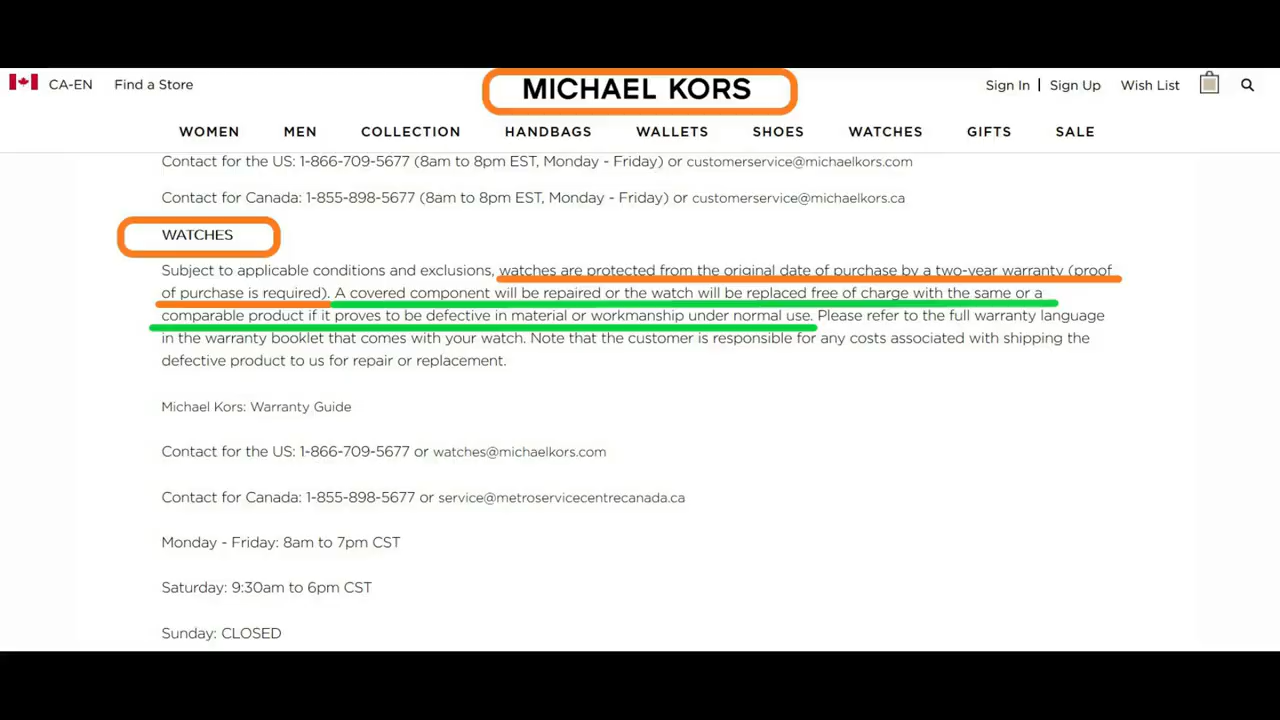 CA-EN Find a Store MICHAEL KORS Sign In | Sign Up Wish List
WOMEN MEN COLLECTION HANDBAGS WALLETS SHOES WATCHES GIFTS SALE
Contact for the US: 1-866-709-5677 (8am to 8pm EST, Monday - Friday) or customerservice@michaelkors.com
Contact for Canada: 1-855-898-5677 (8am to 8pm EST, Monday - Friday) or customerservice@michaelkors.ca
WATCHES
Subject to applicable conditions and exclusions, watches are protected from the original date of purchase by a two-year warranty (proof
of purchase is required). A covered component will be repaired or the watch will be replaced free of charge with the same or a
comparable product if it proves to be defective in material or workmanship under normal use. Please refer to the full warranty language
in the warranty booklet that comes with your watch. Note that the customer is responsible for any costs associated with shipping the
defective product to us for repair or replacement.
Michael Kors: Warranty Guide
Contact for the US: 1-866-709-5677 or watches@michaelkors.com
Contact for Canada: 1-855-898-5677 or service@metroservicecentrecanada.ca
Monday - Friday: 8am to 7pm CST
Saturday: 9:30am to 6pm CST
Sunday: CLOSED